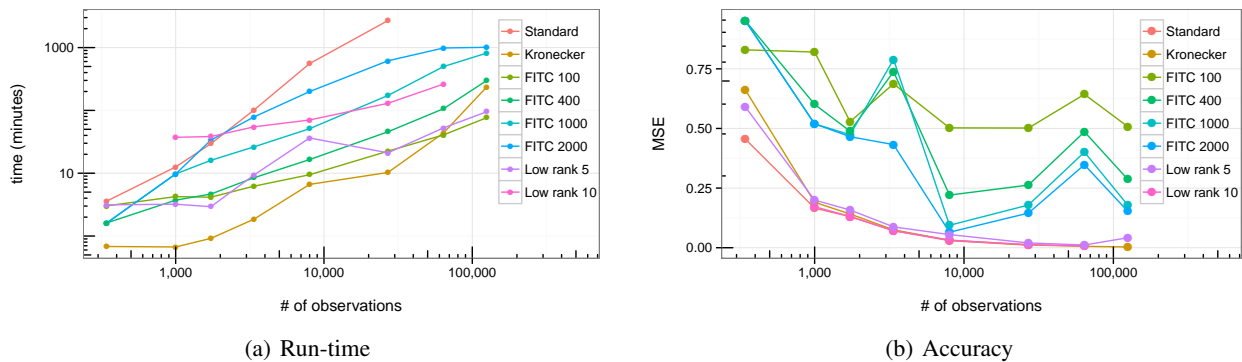 1000
10
time (minutes)
1,000
10,000
100,000
# of observations
Standard
Kronecker
FITC 100
FITC 400
FITC 1000
FITC 2000
Low rank 5
Low rank 10
(a) Run-time
0.75
0.50
0.25
0.00
MSE
1,000
10,000
100,000
# of observations
Standard
Kronecker
FITC 100
FITC 400
FITC 1000
FITC 2000
Low rank 5
Low rank 10
(b) Accuracy